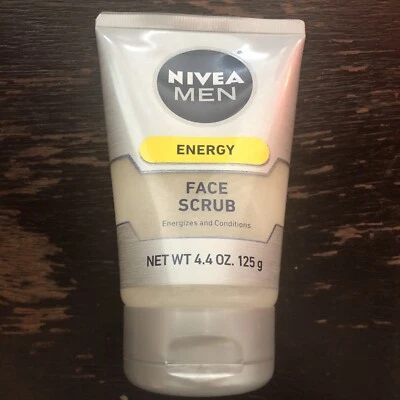 NIVEA
MEN
ENERGY
FACE
SCRUB
Energizes and Conditions
NET WT 4.4 OZ. 125 g